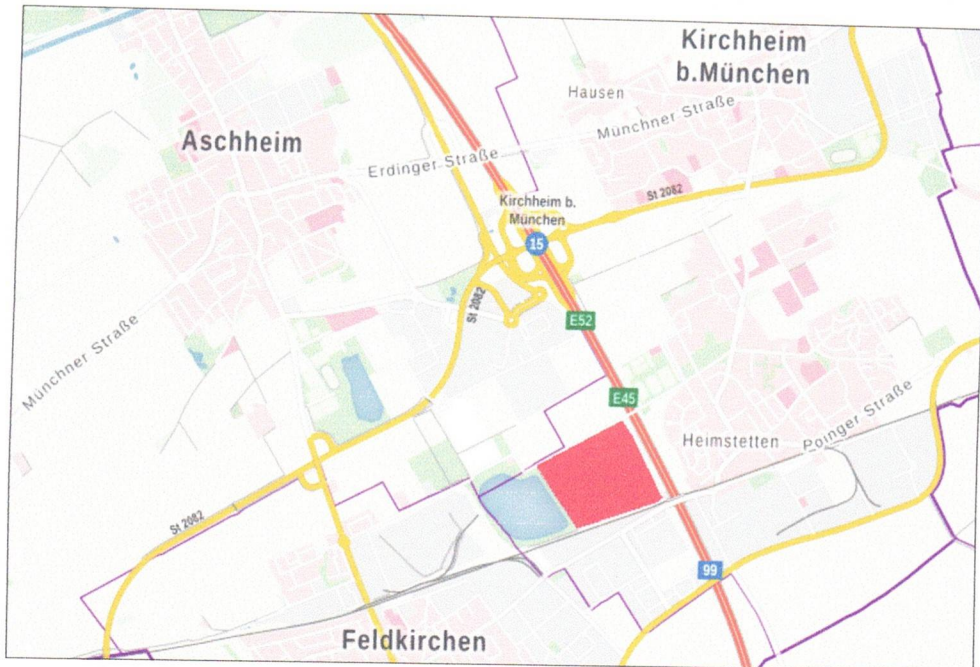 Kirchheim
b.München
Hausen
Münchner Straße
Aschheim
Erdinger Straße
St 2082
Kirchheim b.
München
15
St 2082
E52
Münchner Straße
E45
Heimstetten
Poinger Straße
St 2082
99
Feldkirchen